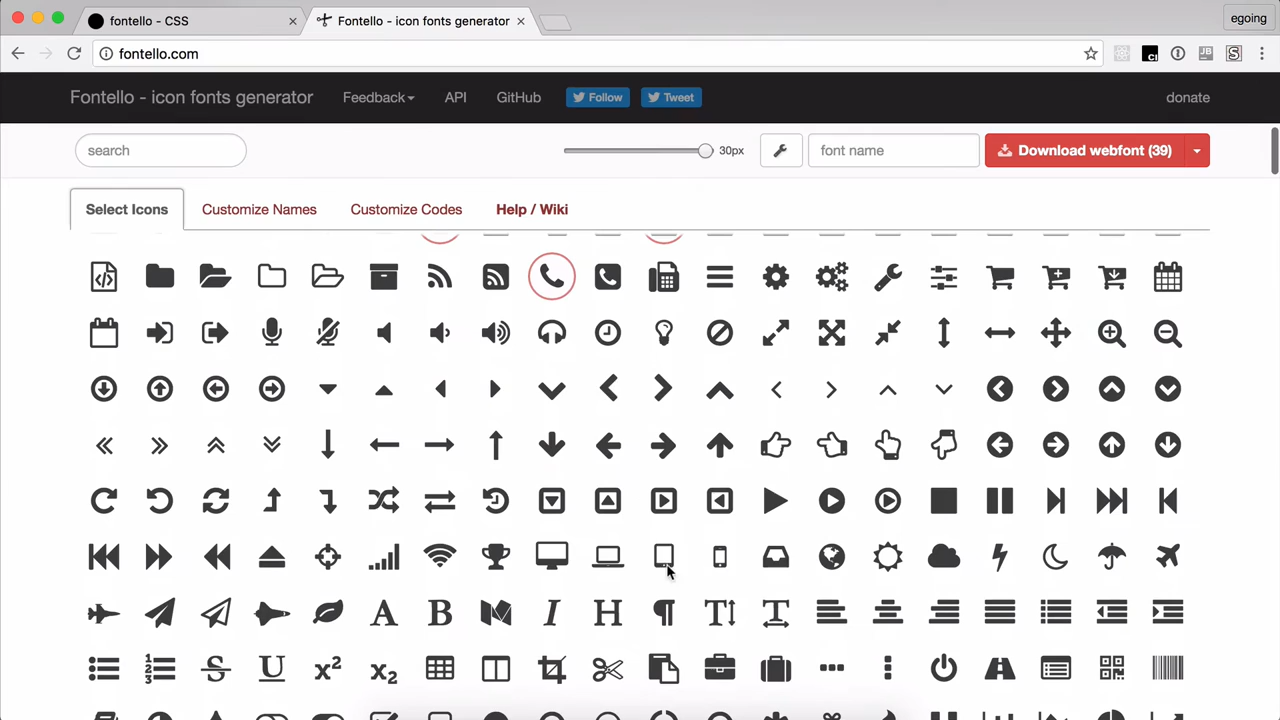 fontello - CSS
Fontello - icon fonts generator
egoing
fontello.com
Fontello - icon fonts generator
Feedback
API
GitHub
Follow
Tweet
donate
search
30px
font name
Download webfont (39)
Select Icons
Customize Names
Customize Codes
Help / Wiki